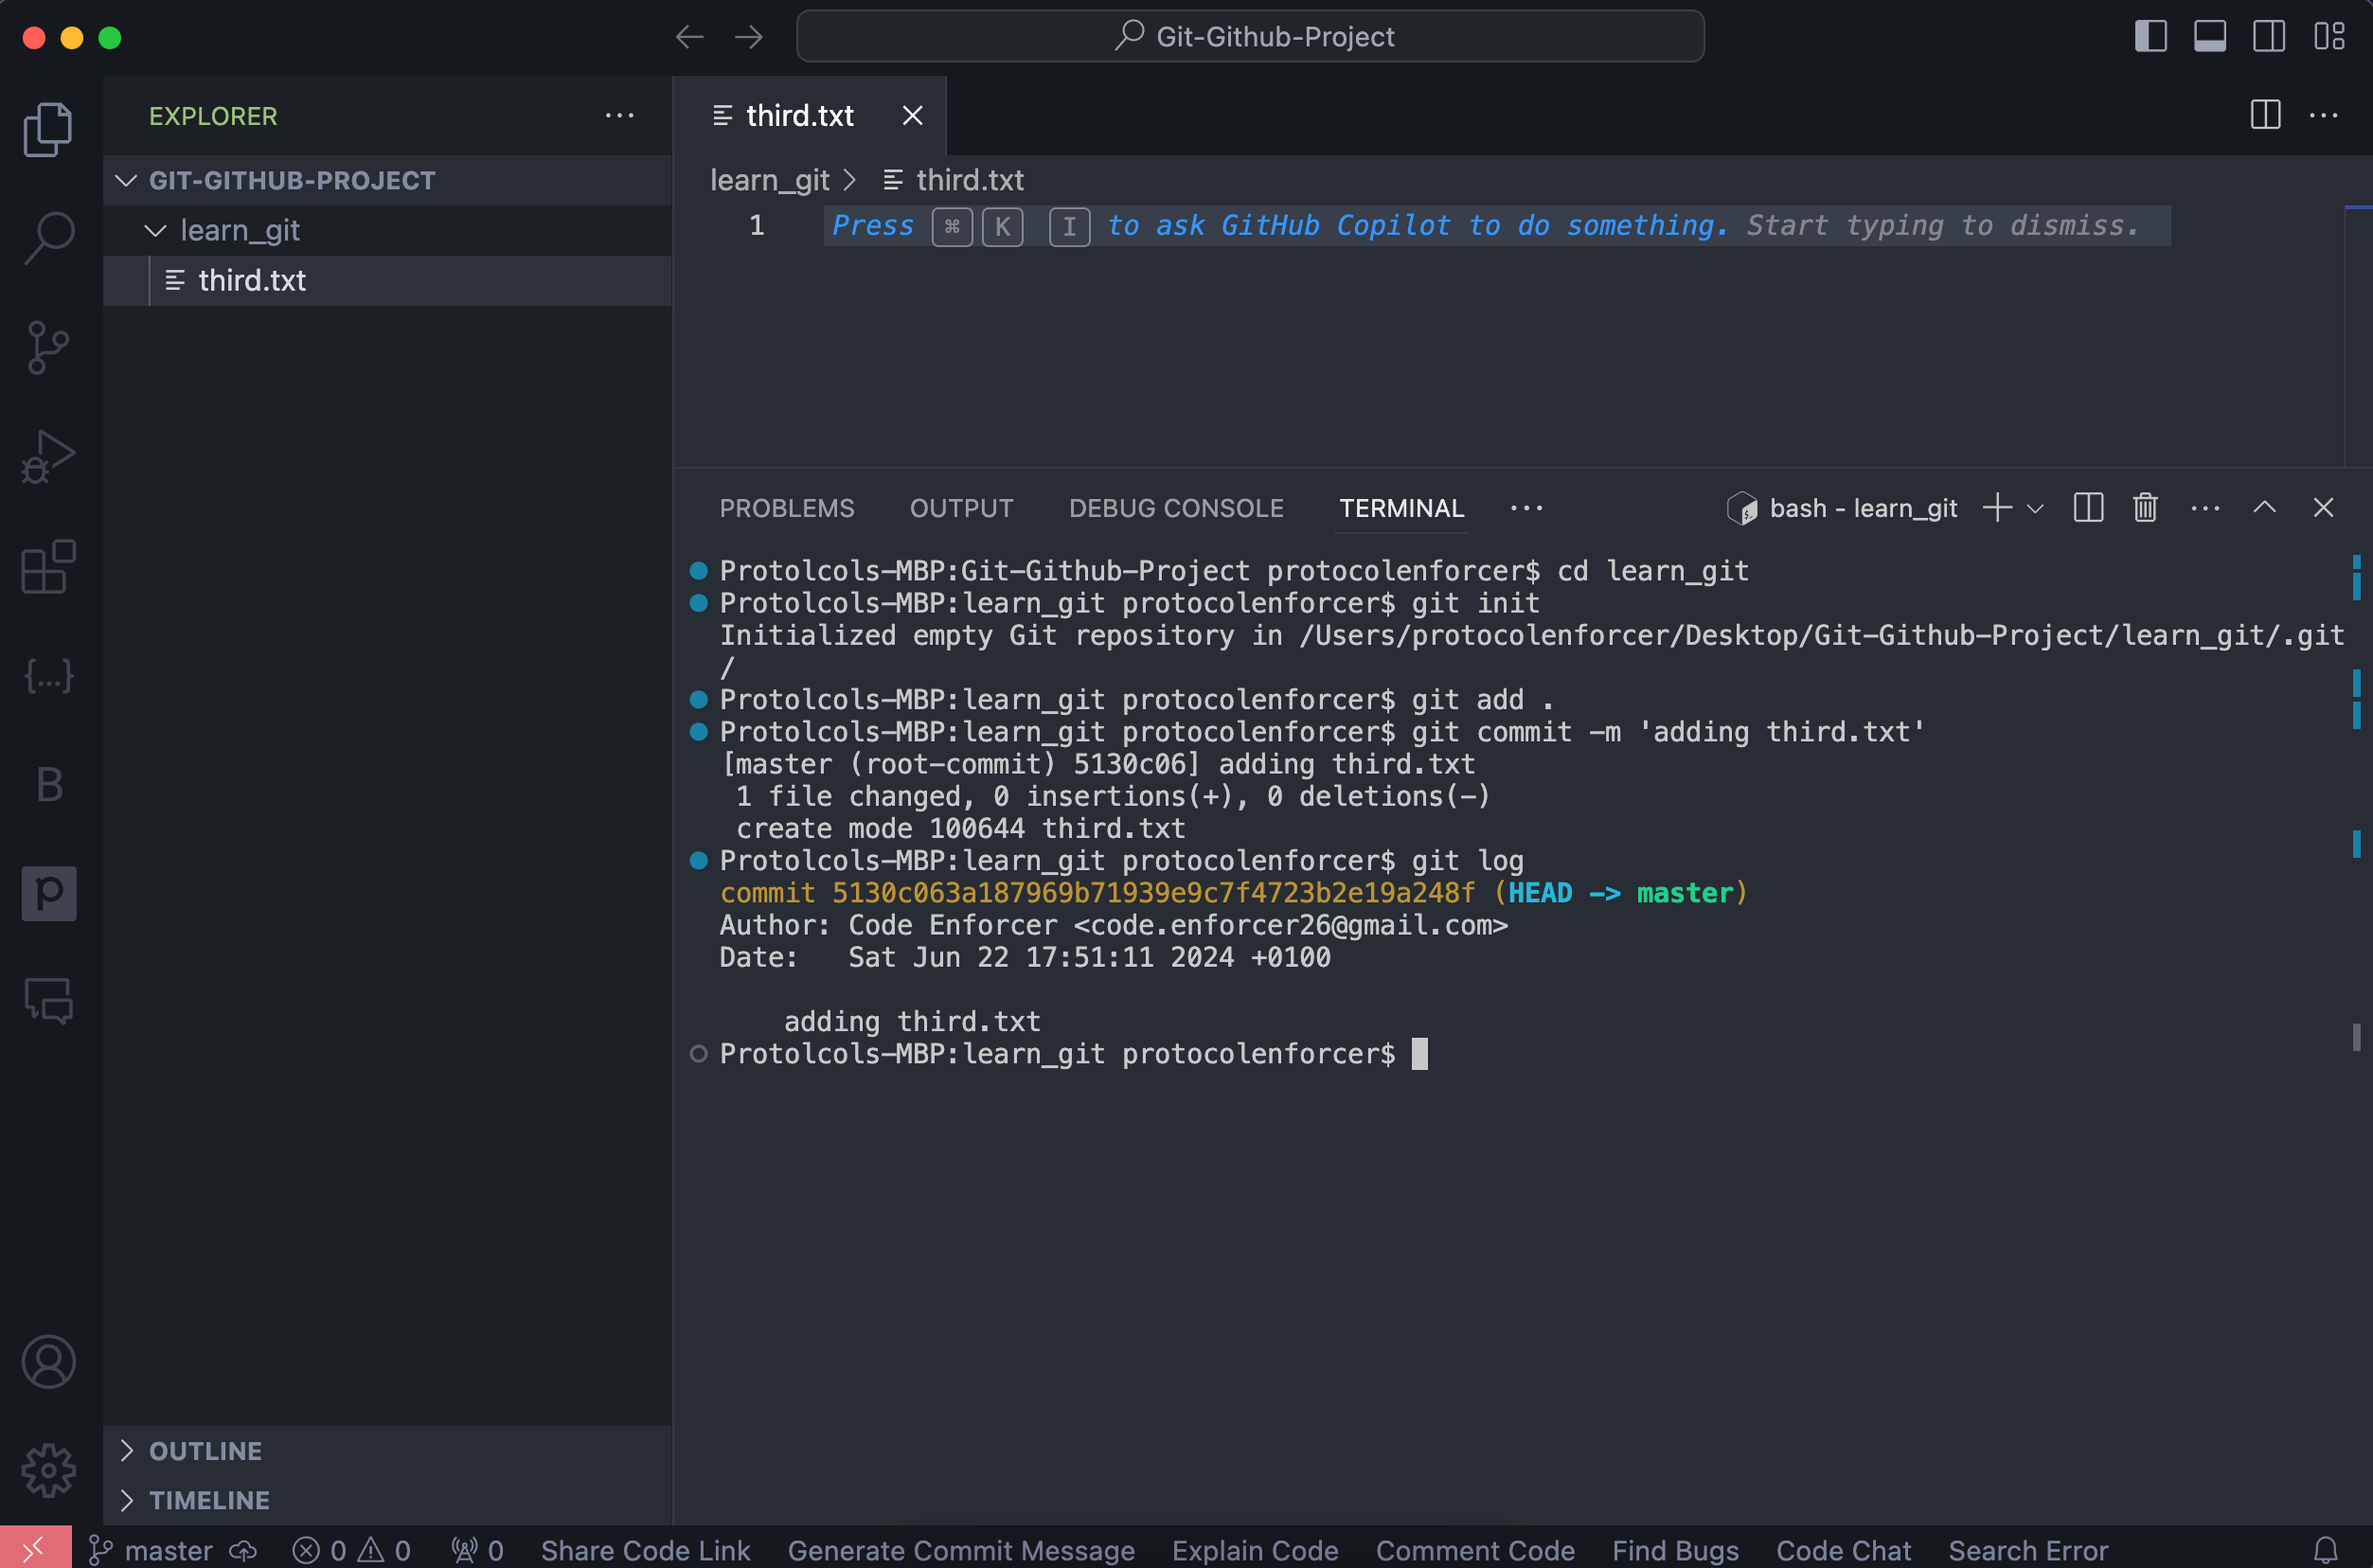 Git-Github-Project
EXPLORER
GIT-GITHUB-PROJECT
learn_git
third.txt
third.txt
learn_git > third.txt
1 Press ⌘ K I to ask GitHub Copilot to do something. Start typing to dismiss.
PROBLEMS OUTPUT DEBUG CONSOLE TERMINAL bash - learn_git
Protolcols-MBP:Git-Github-Project protocolenforcer$ cd learn_git
Protolcols-MBP:learn_git protocolenforcer$ git init
Initialized empty Git repository in /Users/protocolenforcer/Desktop/Git-Github-Project/learn_git/.git
/
Protolcols-MBP:learn_git protocolenforcer$ git add .
Protolcols-MBP:learn_git protocolenforcer$ git commit -m 'adding third.txt'
[master (root-commit) 5130c06] adding third.txt
1 file changed, 0 insertions(+), 0 deletions(-)
create mode 100644 third.txt
Protolcols-MBP:learn_git protocolenforcer$ git log
commit 5130c063a187969b71939e9c7f4723b2e19a248f (HEAD -> master)
Author: Code Enforcer <code.enforcer26@gmail.com>
Date:   Sat Jun 22 17:51:11 2024 +0100
adding third.txt
Protolcols-MBP:learn_git protocolenforcer$
B
p
OUTLINE
TIMELINE
master 0 0 0 Share Code Link Generate Commit Message Explain Code Comment Code Find Bugs Code Chat Search Error